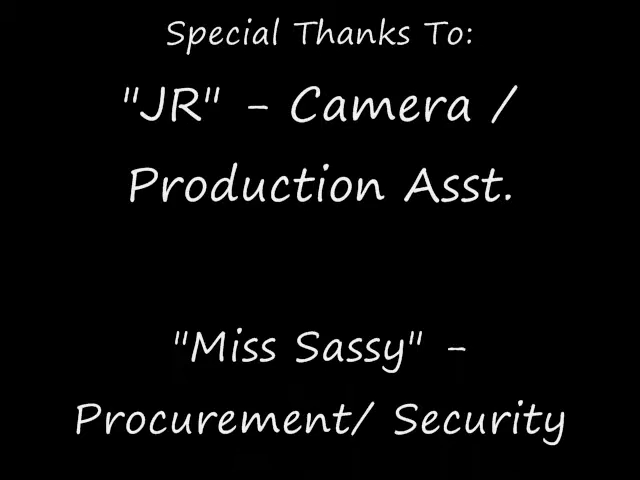 Special Thanks To:
"JR" - Camera /
Production Asst.
"Miss Sassy" -
Procurement/ Security